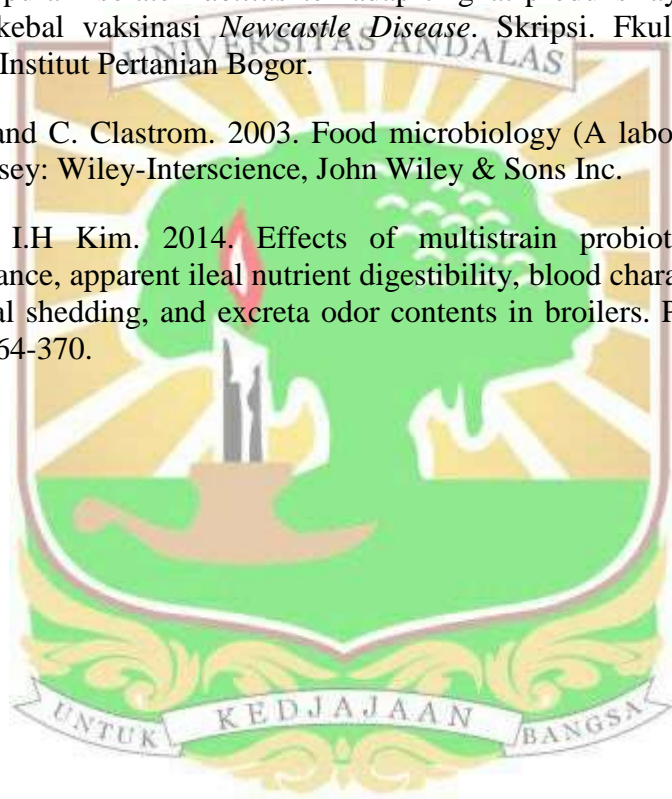 kebal vaksinasi Newcastle Disease. Skripsi. Fkul
UNIVERSITAS ANDALAS
Institut Pertanian Bogor.
and C. Clastrom. 2003. Food microbiology (A labo
sey: Wiley-Interscience, John Wiley & Sons Inc.
I.H Kim. 2014. Effects of multistrain probiot
ance, apparent ileal nutrient digestibility, blood chara
al shedding, and excreta odor contents in broilers. P
64-370.
UNTUK KEDJAJAAN BANGSA